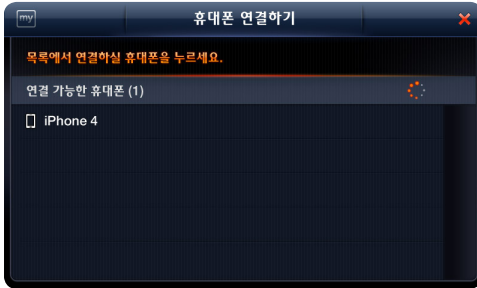 my
휴대폰 연결하기
목록에서 연결하실 휴대폰을 누르세요.
연결 가능한 휴대폰 (1)
iPhone 4